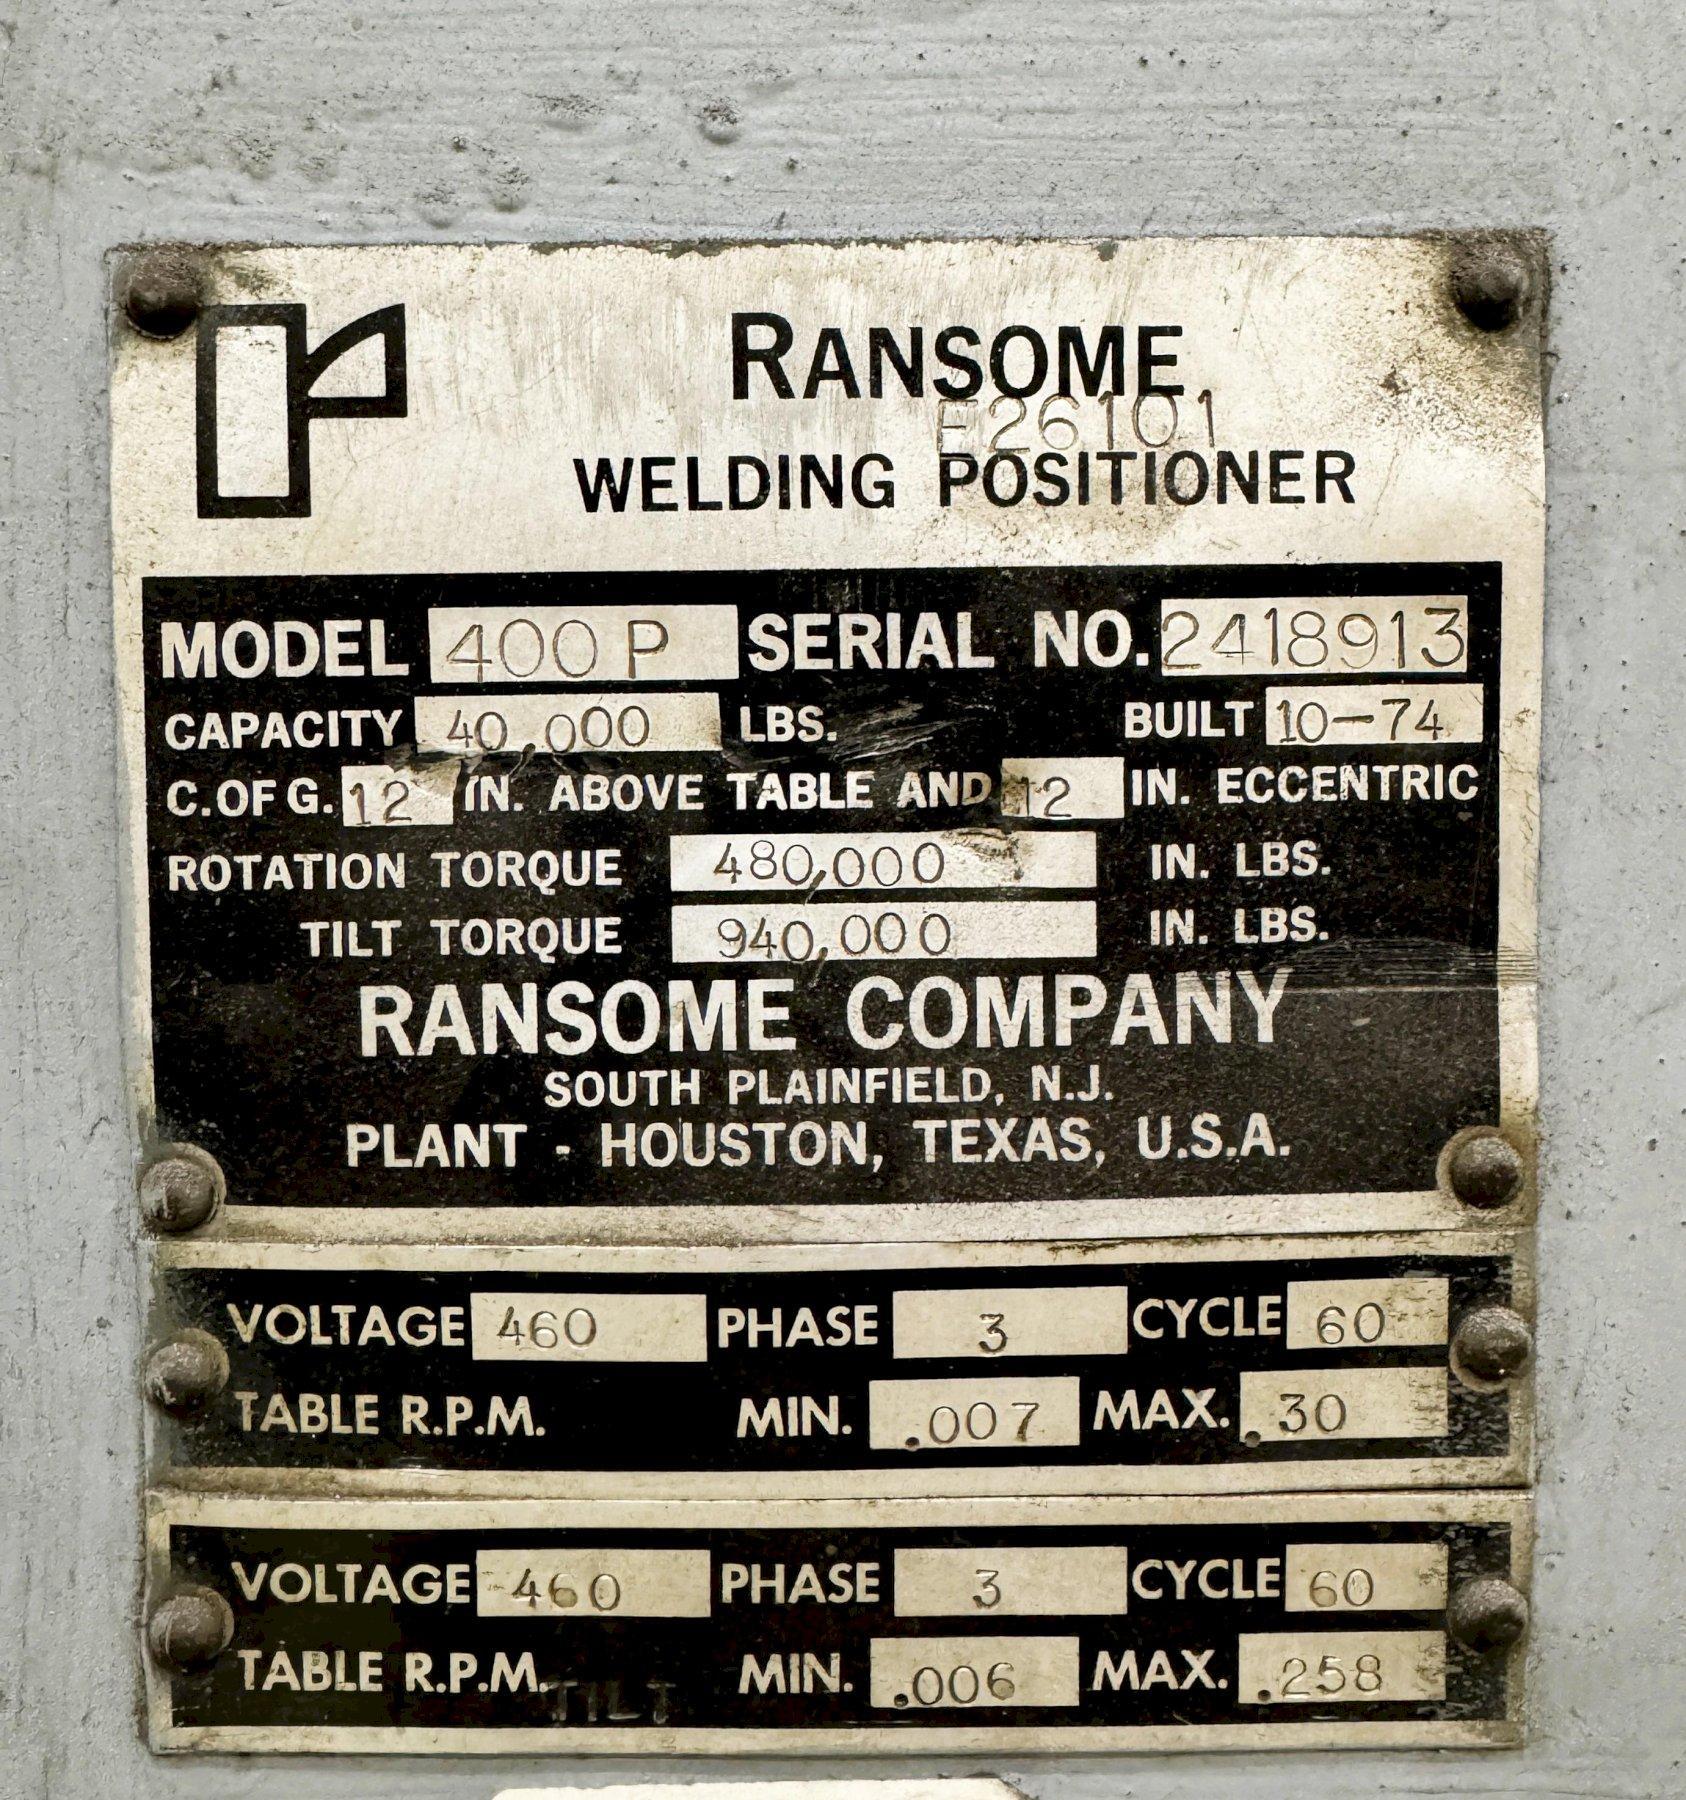 RANSOME
E26101
WELDING POSITIONER
MODEL 400 P SERIAL NO. 2418913
CAPACITY 40,000 LBS. BUILT 10-74
C. OF G. 12 IN. ABOVE TABLE AND 12 IN. ECCENTRIC
ROTATION TORQUE 480,000 IN. LBS.
TILT TORQUE 940,000 IN. LBS.
RANSOME COMPANY
SOUTH PLAINFIELD, N.J.
PLANT - HOUSTON, TEXAS, U.S.A.
VOLTAGE 460 PHASE 3 CYCLE 60
TABLE R.P.M. MIN. .007 MAX. .30
VOLTAGE 460 PHASE 3 CYCLE 60
TABLE R.P.M. MIN. .006 MAX. .258
TILT